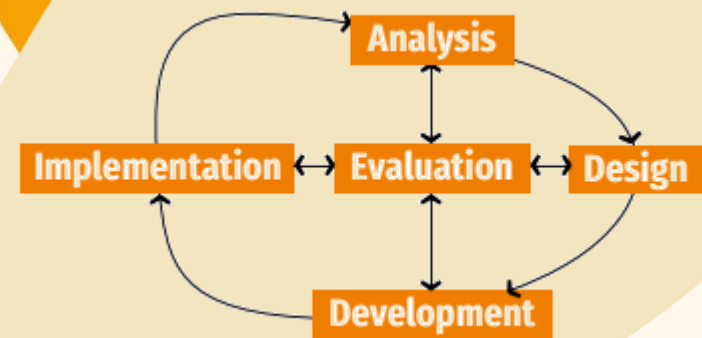 Analysis
Implementation
Evaluation
Design
Development